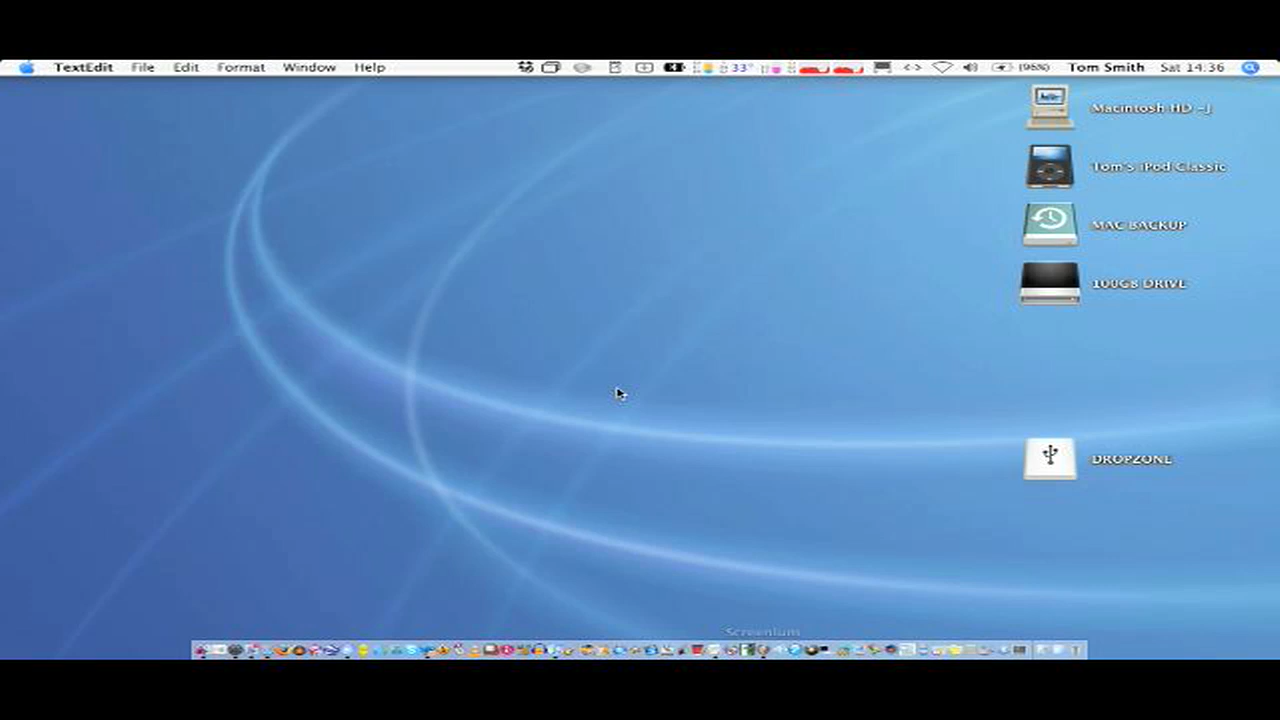 TextEdit File Edit Format Window Help 33° (96%) Tom Smith Sat 14:36
Macintosh HD -J
Tom's iPod Classic
MAC BACKUP
100GB DRIVE
DROPZONE
Screenium